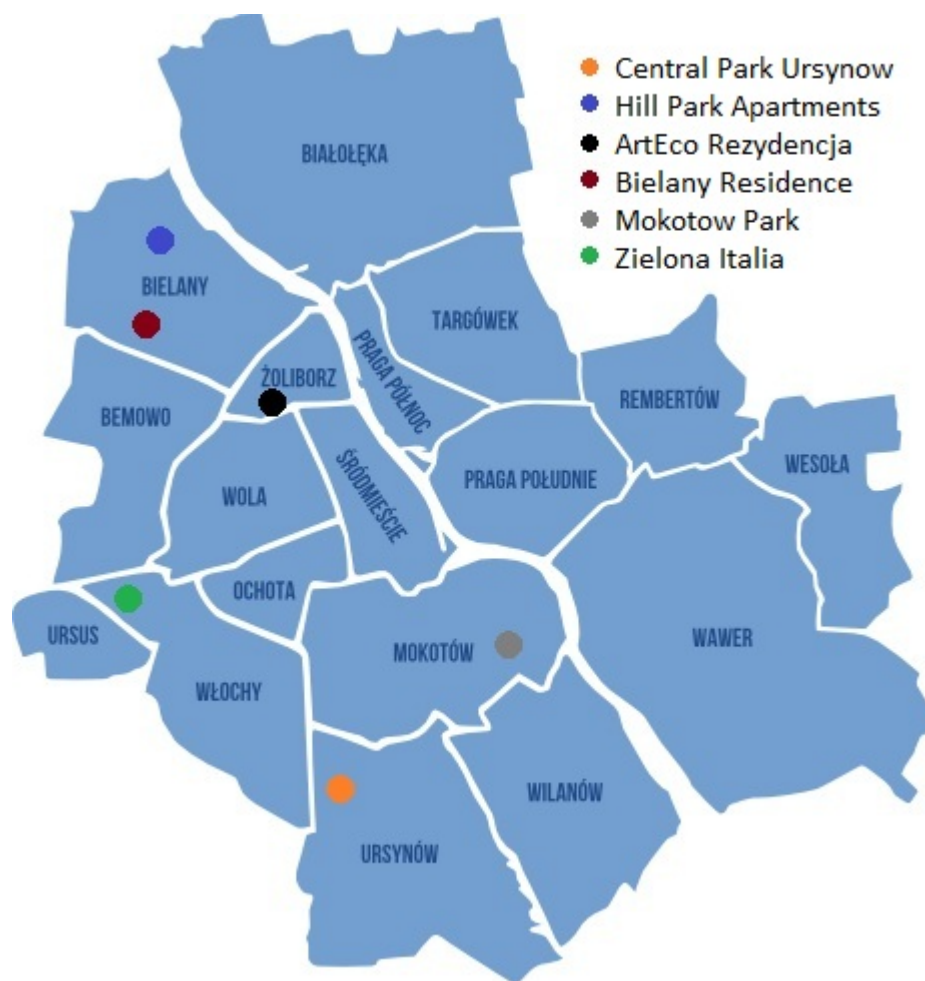 Central Park Ursynow
Hill Park Apartments
ArtEco Rezydencja
Bielany Residence
Mokotow Park
Zielona Italia
BIAŁOŁĘKA
BIELANY
TARGÓWEK
PRAGA PÓŁNOC
ŻOLIBORZ
REMBERTÓW
BEMOWO
WESOŁA
PRAGA POŁUDNIE
WOLA
ŚRÓDMIEŚCIE
OCHOTA
URSUS
WAWER
MOKOTÓW
WŁOCHY
WILANÓW
URSYNÓW